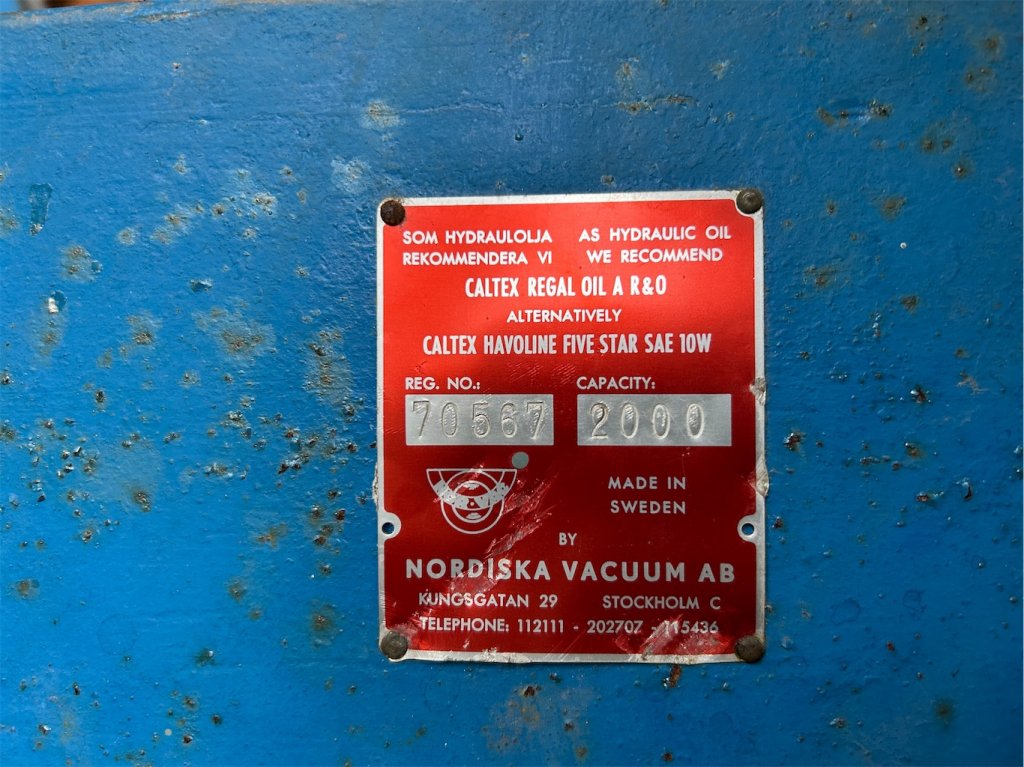 SOM HYDRAULOLJA AS HYDRAULIC OIL
REKOMMENDERA VI WE RECOMMEND
CALTEX REGAL OIL A R&O
ALTERNATIVELY
CALTEX HAVOLINE FIVE STAR SAE 10W
REG. NO.: CAPACITY:
70567 2000
MADE IN
SWEDEN
BY
NORDISKA VACUUM AB
KUNGSGATAN 29 STOCKHOLM C
TELEPHONE: 112111 - 202707 - 115436